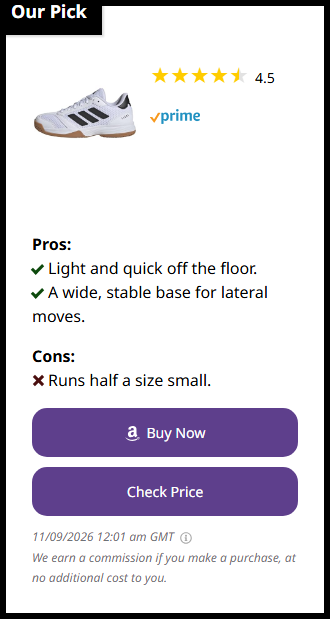 Our Pick
4.5
prime
Pros:
Light and quick off the floor.
A wide, stable base for lateral
moves.
Cons:
Runs half a size small.
Buy Now
Check Price
11/09/2026 12:01 am GMT
We earn a commission if you make a purchase, at
no additional cost to you.